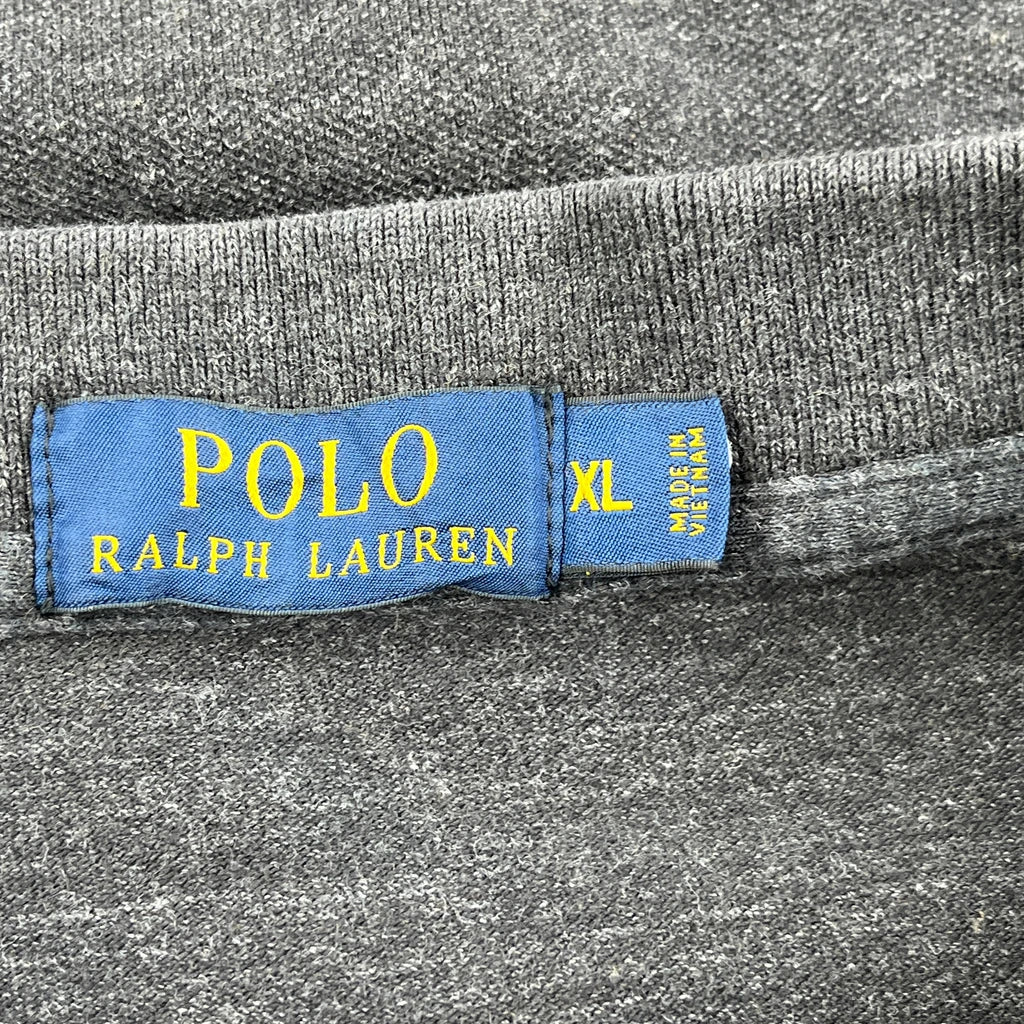 POLO
RALPH LAUREN
XL
MADE IN
VIETNAM